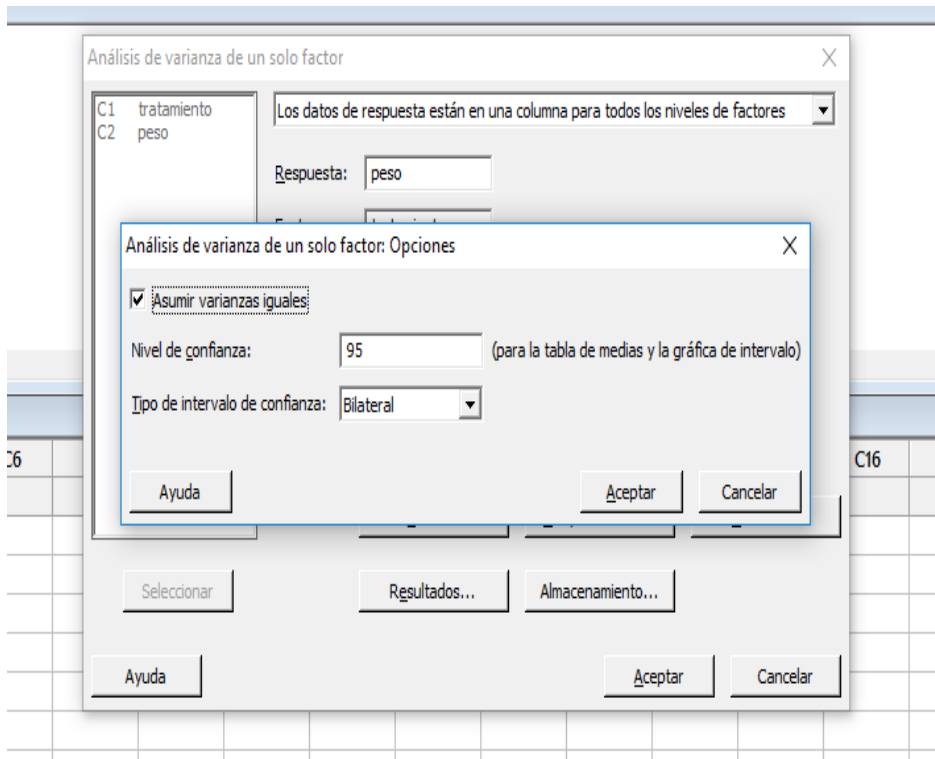 Análisis de varianza de un solo factor
C1 tratamiento
C2 peso
Los datos de respuesta están en una columna para todos los niveles de factores
Respuesta: peso
Análisis de varianza de un solo factor: Opciones
Asumir varianzas iguales
Nivel de confianza: 95 (para la tabla de medias y la gráfica de intervalo)
Tipo de intervalo de confianza: Bilateral
Ayuda Aceptar Cancelar
C6 C16
Seleccionar Resultados... Almacenamiento...
Ayuda Aceptar Cancelar